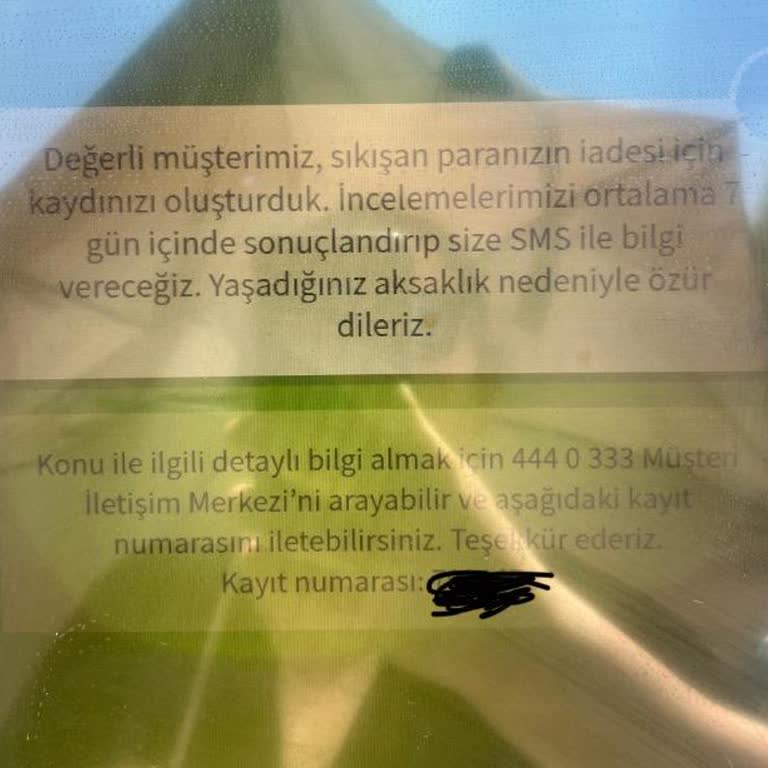 Değerli müşterimiz, sıkışan paranızın iadesi için
kaydınızı oluşturduk. İncelemelerimizi ortalama 7
gün içinde sonuçlandırıp size SMS ile bilgi
vereceğiz. Yaşadığınız aksaklık nedeniyle özür
dileriz.
Konu ile ilgili detaylı bilgi almak için 444 0 333 Müşteri
İletişim Merkezi’ni arayabilir ve aşağıdaki kayıt
numarasını iletebilirsiniz. Teşekkür ederiz.
Kayıt numarası: